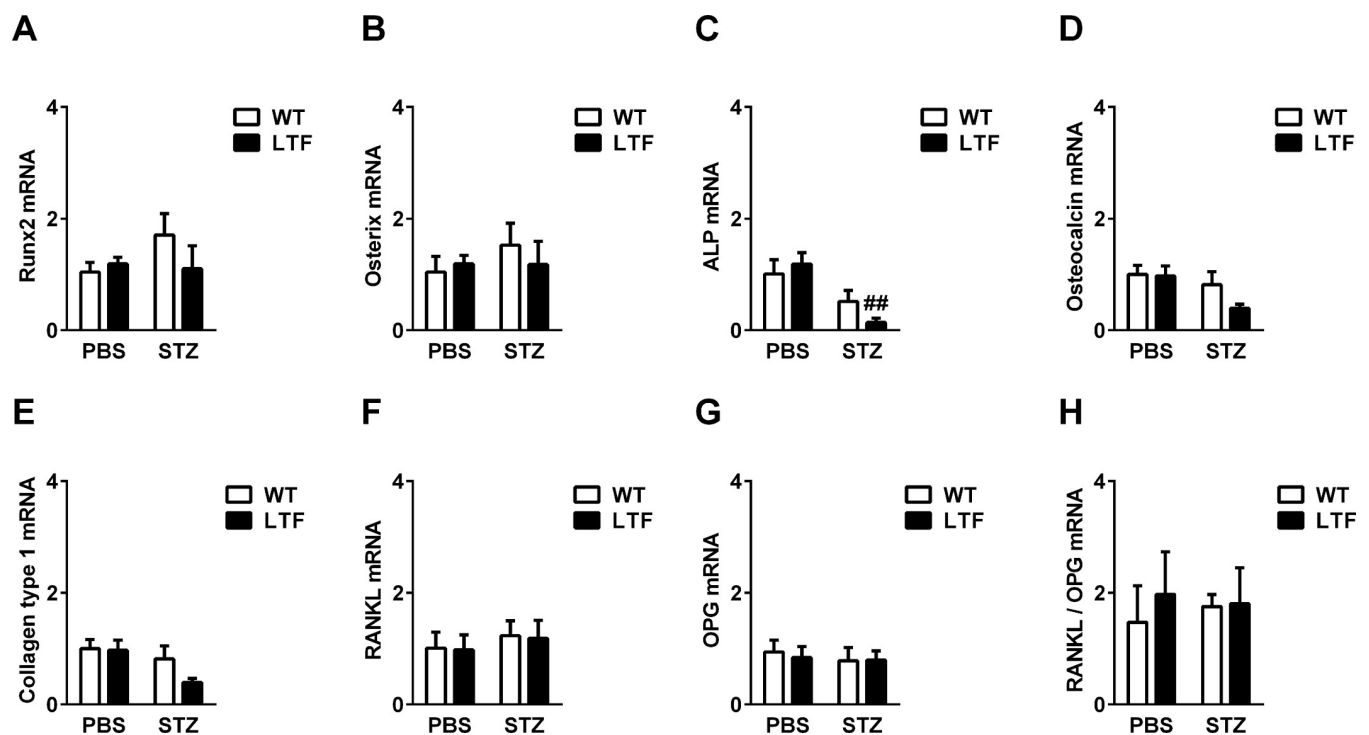 A
Runx2 mRNA
4
2
0
PBS STZ
WT
LTF
B
Osterix mRNA
4
2
0
PBS STZ
WT
LTF
C
ALP mRNA
4
2
0
##
PBS STZ
WT
LTF
D
Osteocalcin mRNA
4
2
0
PBS STZ
WT
LTF
E
Collagen type 1 mRNA
4
2
0
PBS STZ
WT
LTF
F
RANKL mRNA
4
2
0
PBS STZ
WT
LTF
G
OPG mRNA
4
2
0
PBS STZ
WT
LTF
H
RANKL / OPG mRNA
4
2
0
PBS STZ
WT
LTF